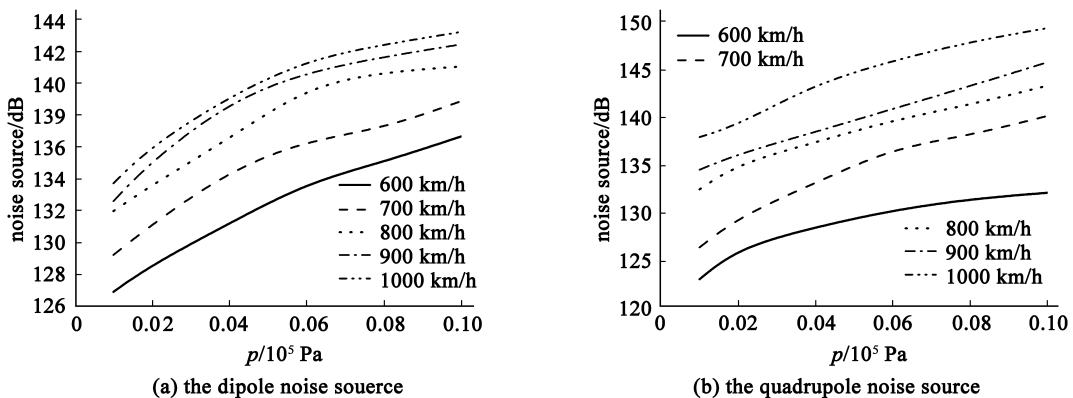 144
142
140
139
136
134
132
130
128
126
0
0.02
0.04
0.06
0.08
0.10
noise source/dB
p/10⁵ Pa
600 km/h
700 km/h
800 km/h
900 km/h
1000 km/h
(a) the dipole noise souerce
150
145
140
135
130
125
120
0
0.02
0.04
0.06
0.08
0.10
noise source/dB
p/10⁵ Pa
600 km/h
700 km/h
800 km/h
900 km/h
1000 km/h
(b) the quadrupole noise source